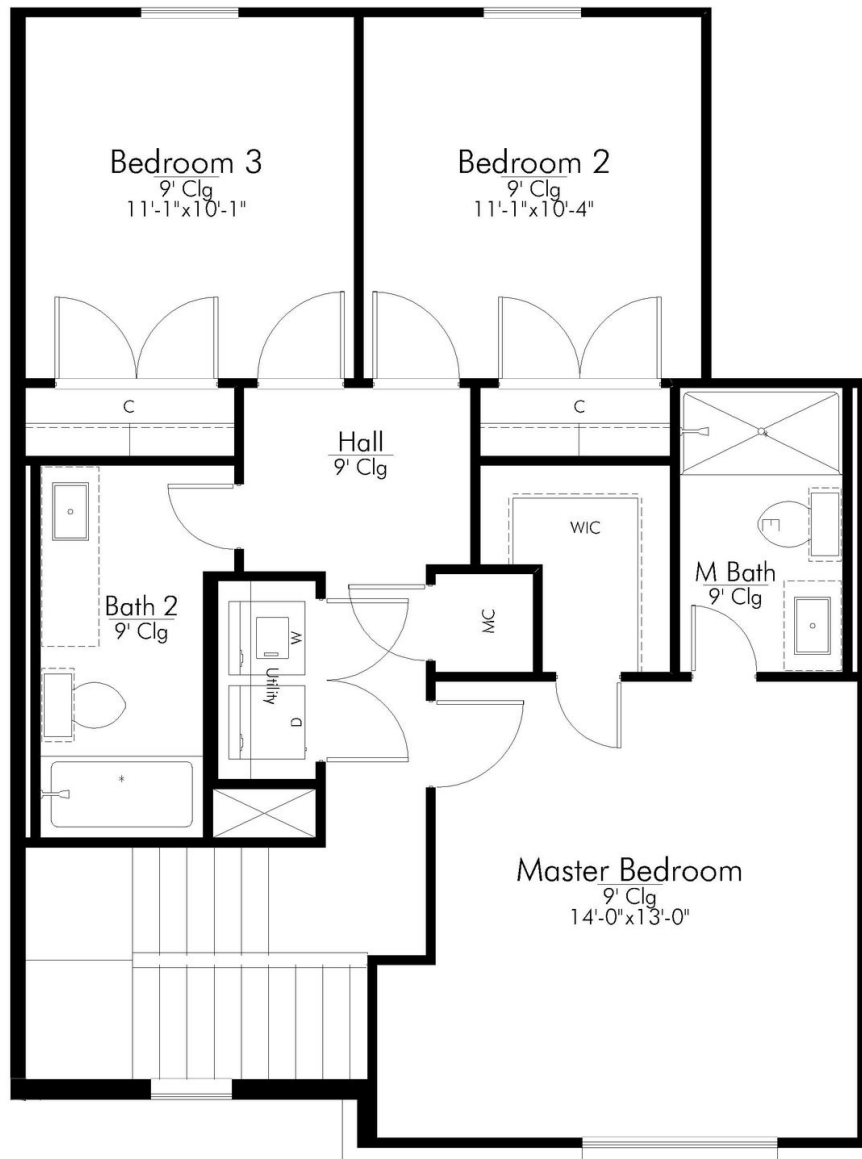 Bedroom 3
9' Clg
11'-1"x10'-1"
Bedroom 2
9' Clg
11'-1"x10'-4"
C
C
Hall
9' Clg
WIC
E
M Bath
9' Clg
Bath 2
9' Clg
W
Utility
D
MC
Master Bedroom
9' Clg
14'-0"x13'-0"